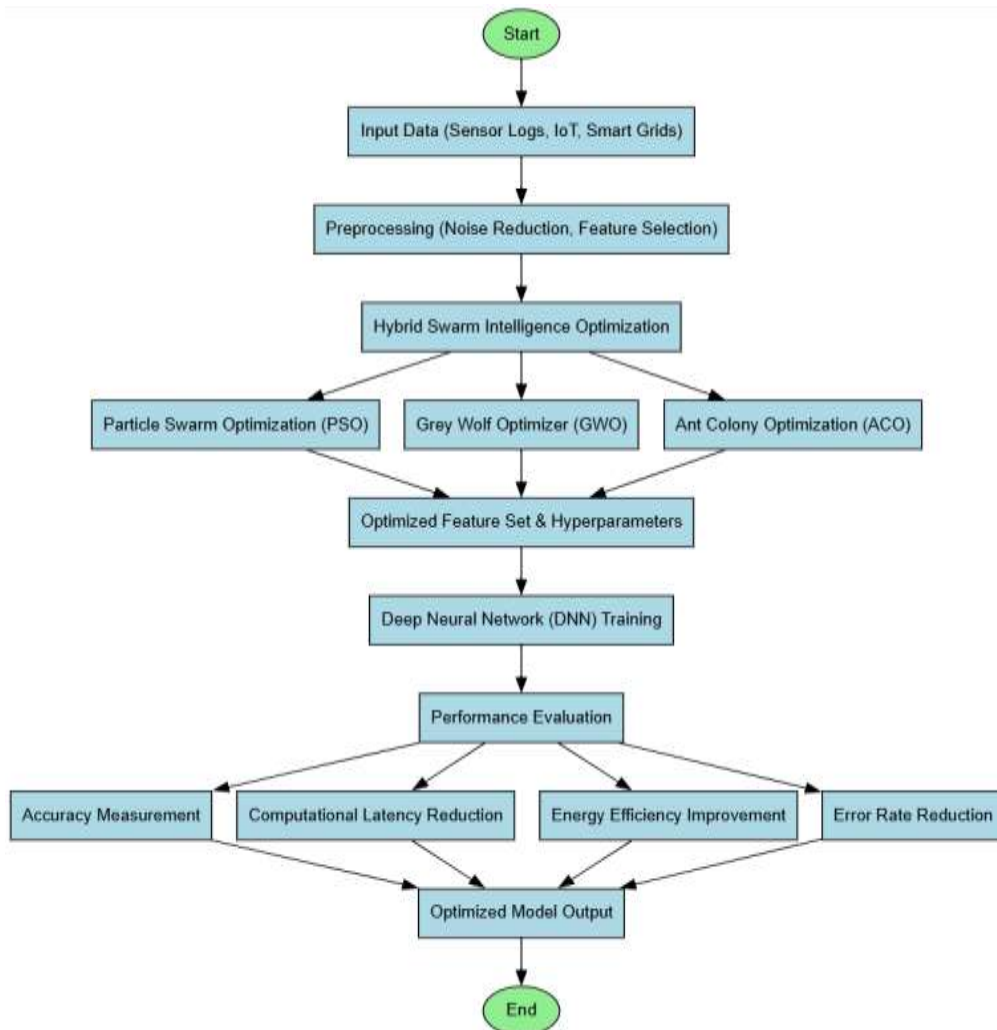 Start
Input Data (Sensor Logs, IoT, Smart Grids)
Preprocessing (Noise Reduction, Feature Selection)
Hybrid Swarm Intelligence Optimization
Particle Swarm Optimization (PSO)
Grey Wolf Optimizer (GWO)
Ant Colony Optimization (ACO)
Optimized Feature Set & Hyperparameters
Deep Neural Network (DNN) Training
Performance Evaluation
Accuracy Measurement
Computational Latency Reduction
Energy Efficiency Improvement
Error Rate Reduction
Optimized Model Output
End